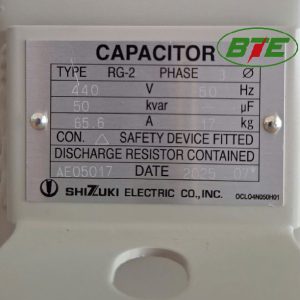 CAPACITOR
BTE
TYPE RG-2 PHASE 3 Ø
440 V 50 Hz
50 kvar — µF
65.6 A 17 kg
CON. △ SAFETY DEVICE FITTED
DISCHARGE RESISTOR CONTAINED
AE05017 DATE 2025 07
SHIZUKI ELECTRIC CO., INC.
OCLO4N050H01